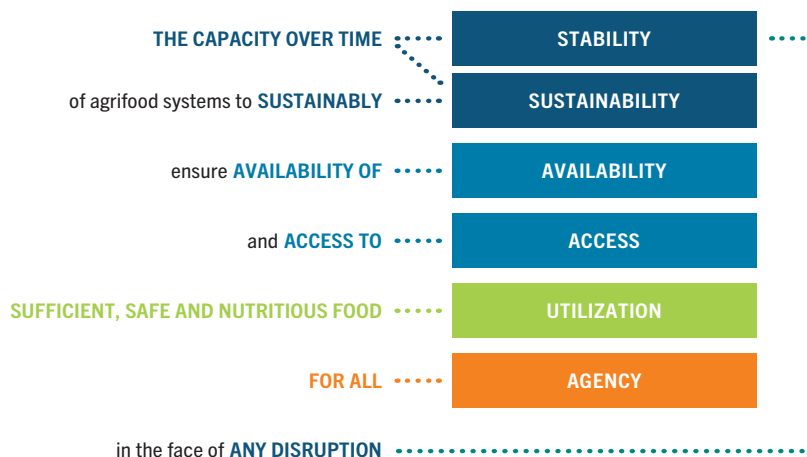 THE CAPACITY OVER TIME STABILITY
of agrifood systems to SUSTAINABLY SUSTAINABILITY
ensure AVAILABILITY OF AVAILABILITY
and ACCESS TO ACCESS
SUFFICIENT, SAFE AND NUTRITIOUS FOOD UTILIZATION
FOR ALL AGENCY
in the face of ANY DISRUPTION